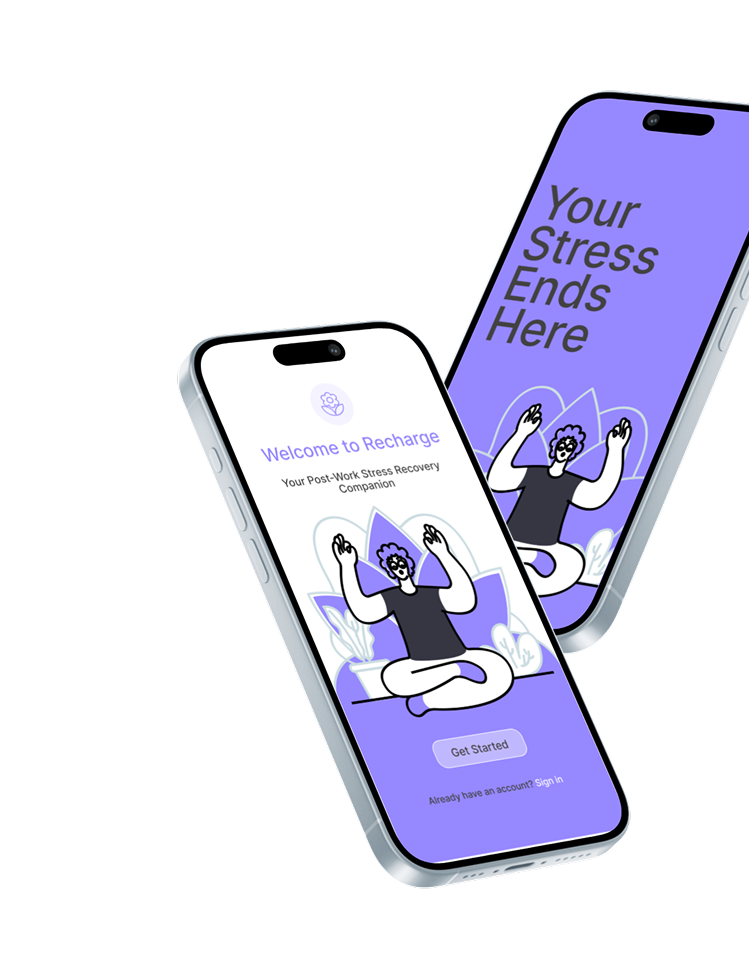 Your
Stress
Ends
Here
Welcome to Recharge
Your Post-Work Stress Recovery
Companion
Get Started
Already have an account? Sign in